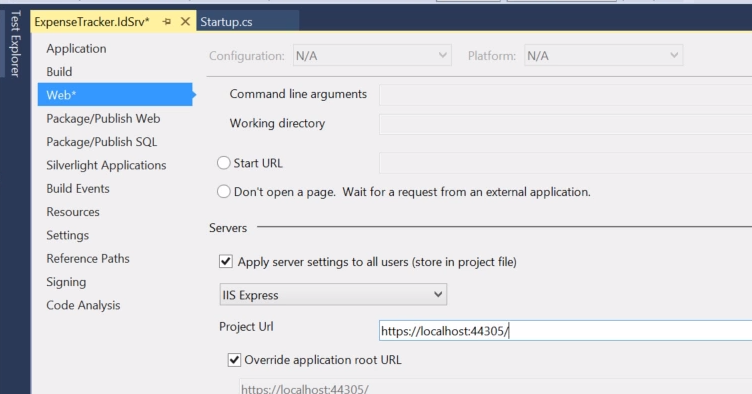 Test Explorer
ExpenseTracker.IdSrv*
Startup.cs
Application
Build
Web*
Package/Publish Web
Package/Publish SQL
Silverlight Applications
Build Events
Resources
Settings
Reference Paths
Signing
Code Analysis
Configuration: N/A Platform: N/A
Command line arguments
Working directory
Start URL
Don't open a page. Wait for a request from an external application.
Servers
Apply server settings to all users (store in project file)
IIS Express
Project Url https://localhost:44305/
Override application root URL
https://localhost:44305/